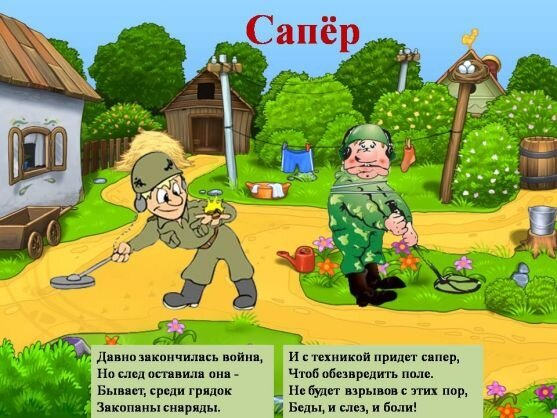 Сапёр
Давно закончилась война,
Но след оставила она -
Бывает, среди грядок
Закопаны снаряды.
И с техникой придет сапер,
Чтоб обезвредить поле.
Не будет взрывов с этих пор,
Беды, и слез, и боли!